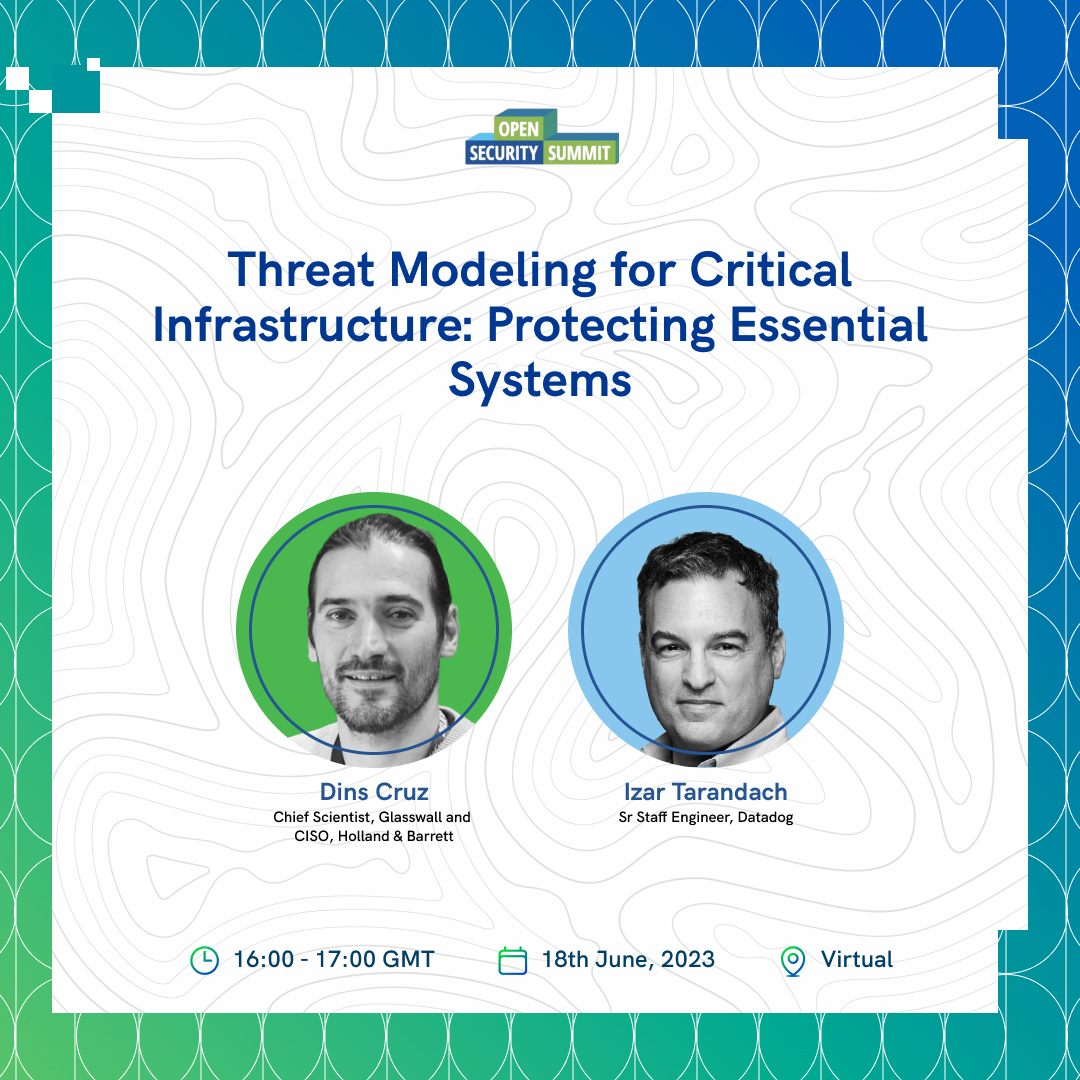 OPEN
SECURITY SUMMIT
Threat Modeling for Critical
Infrastructure: Protecting Essential
Systems
Dins Cruz
Chief Scientist, Glasswall and
CISO, Holland & Barrett
Izar Tarandach
Sr Staff Engineer, Datadog
16:00 - 17:00 GMT
18th June, 2023
Virtual